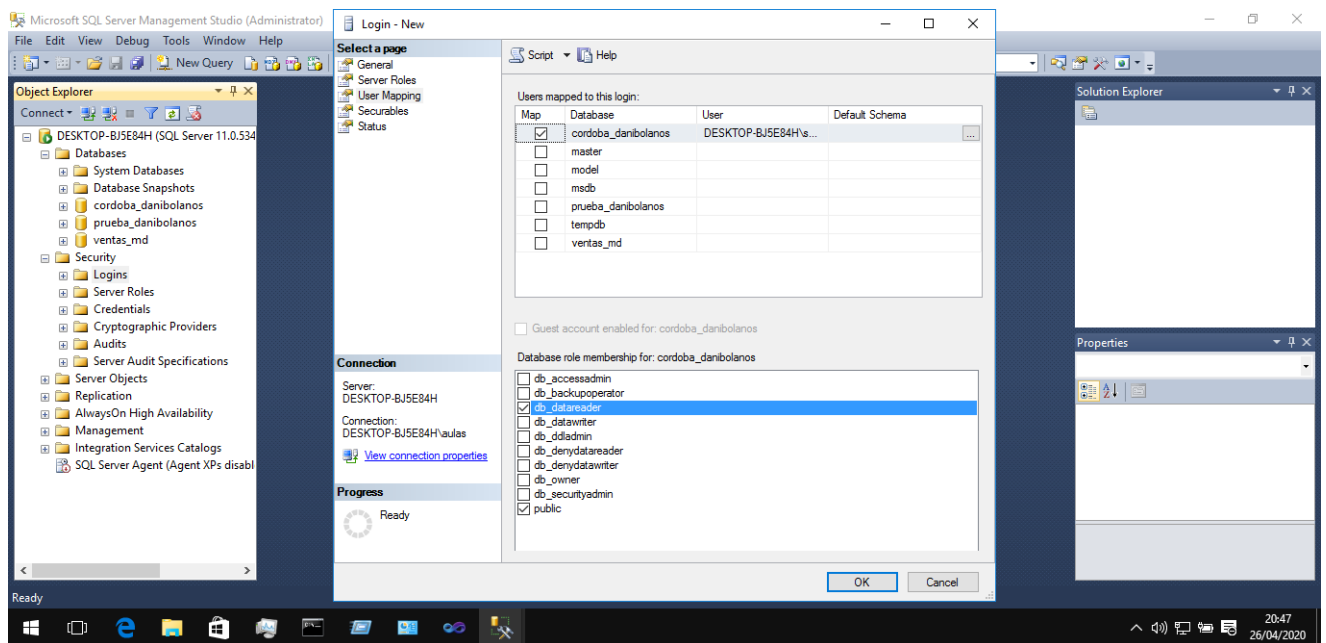 Microsoft SQL Server Management Studio (Administrator)
File Edit View Debug Tools Window Help
New Query
Object Explorer
Connect
DESKTOP-BJ5E84H (SQL Server 11.0.534
Databases
System Databases
Database Snapshots
cordoba_danibolanos
prueba_danibolanos
ventas_md
Security
Logins
Server Roles
Credentials
Cryptographic Providers
Audits
Server Audit Specifications
Server Objects
Replication
AlwaysOn High Availability
Management
Integration Services Catalogs
SQL Server Agent (Agent XPs disabl
Ready
Login - New
Select a page
General
Server Roles
User Mapping
Securables
Status
Connection
Server:
DESKTOP-BJ5E84H
Connection:
DESKTOP-BJ5E84H\aulas
View connection properties
Progress
Ready
Script Help
Users mapped to this login:
Map Database User Default Schema
cordoba_danibolanos DESKTOP-BJ5E84H\s... ...
master
model
msdb
prueba_danibolanos
tempdb
ventas_md
Guest account enabled for: cordoba_danibolanos
Database role membership for: cordoba_danibolanos
db_accessadmin
db_backupoperator
db_datareader
db_datawriter
db_ddladmin
db_denydatareader
db_denydatawriter
db_owner
db_securityadmin
public
OK Cancel
Solution Explorer
Properties
20:47
26/04/2020